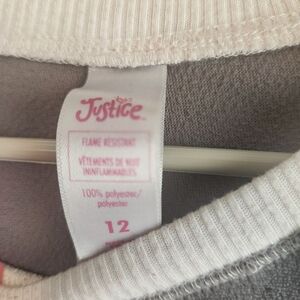 Justice
FLAME RESISTANT
VÊTEMENTS DE NUIT
ININFLAMMABLES
100% polyester/
polyester
12